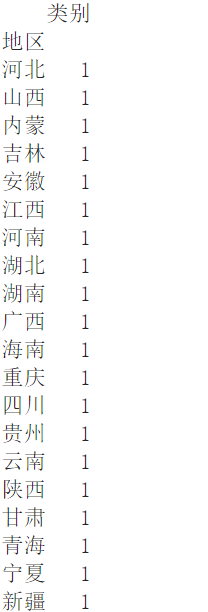 类别
地区
河北 1
山西 1
内蒙 1
吉林 1
安徽 1
江西 1
河南 1
湖北 1
湖南 1
广西 1
海南 1
重庆 1
四川 1
贵州 1
云南 1
陕西 1
甘肃 1
青海 1
宁夏 1
新疆 1